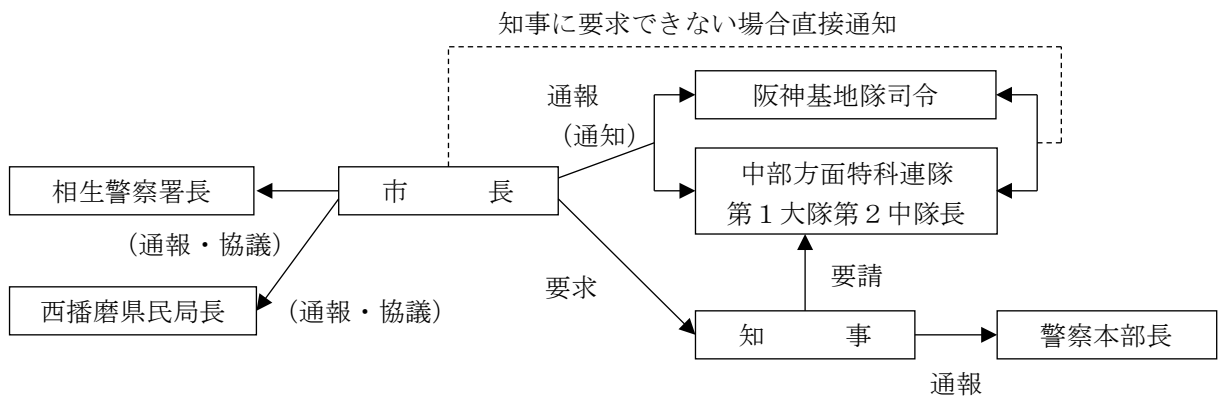 知事に要求できない場合直接通知
通報
（通知）
阪神基地隊司令
相生警察署長
市　　　長
中部方面特科連隊
第１大隊第２中隊長
（通報・協議）
要求
要請
西播磨県民局長
（通報・協議）
知　　　事
警察本部長
通報